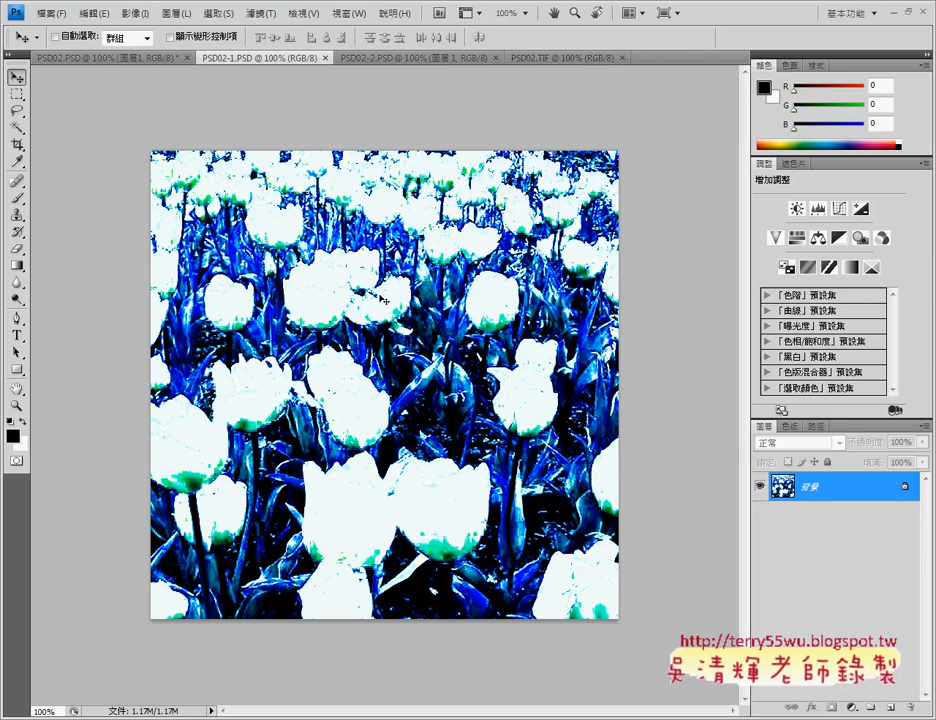 Ps 檔案(F) 編輯(E) 影像(I) 圖層(L) 選取(S) 濾鏡(T) 檢視(V) 視窗(W) 說明(H) Br 100% 基本功能
自動選取: 群組 顯示變形控制項
PSD02.PSD @ 100% (圖層1, RGB/8) * PSD02-1.PSD @ 100% (RGB/8) PSD02-2.PSD @ 100% (圖層 1, RGB/8) PSD02.TIF @ 100% (RGB/8)
顏色 色票 樣式
R 0
G 0
B 0
調整 遮色片
增加調整
「色階」預設集
「曲線」預設集
「曝光度」預設集
「色相/飽和度」預設集
「黑白」預設集
「色版混合器」預設集
「選取顏色」預設集
圖層 色版 路徑
正常 不透明度: 100%
鎖定: 填滿: 100%
背景
http://terry55wu.blogspot.tw
吳清輝老師錄製
100% 文件: 1.17M/1.17M